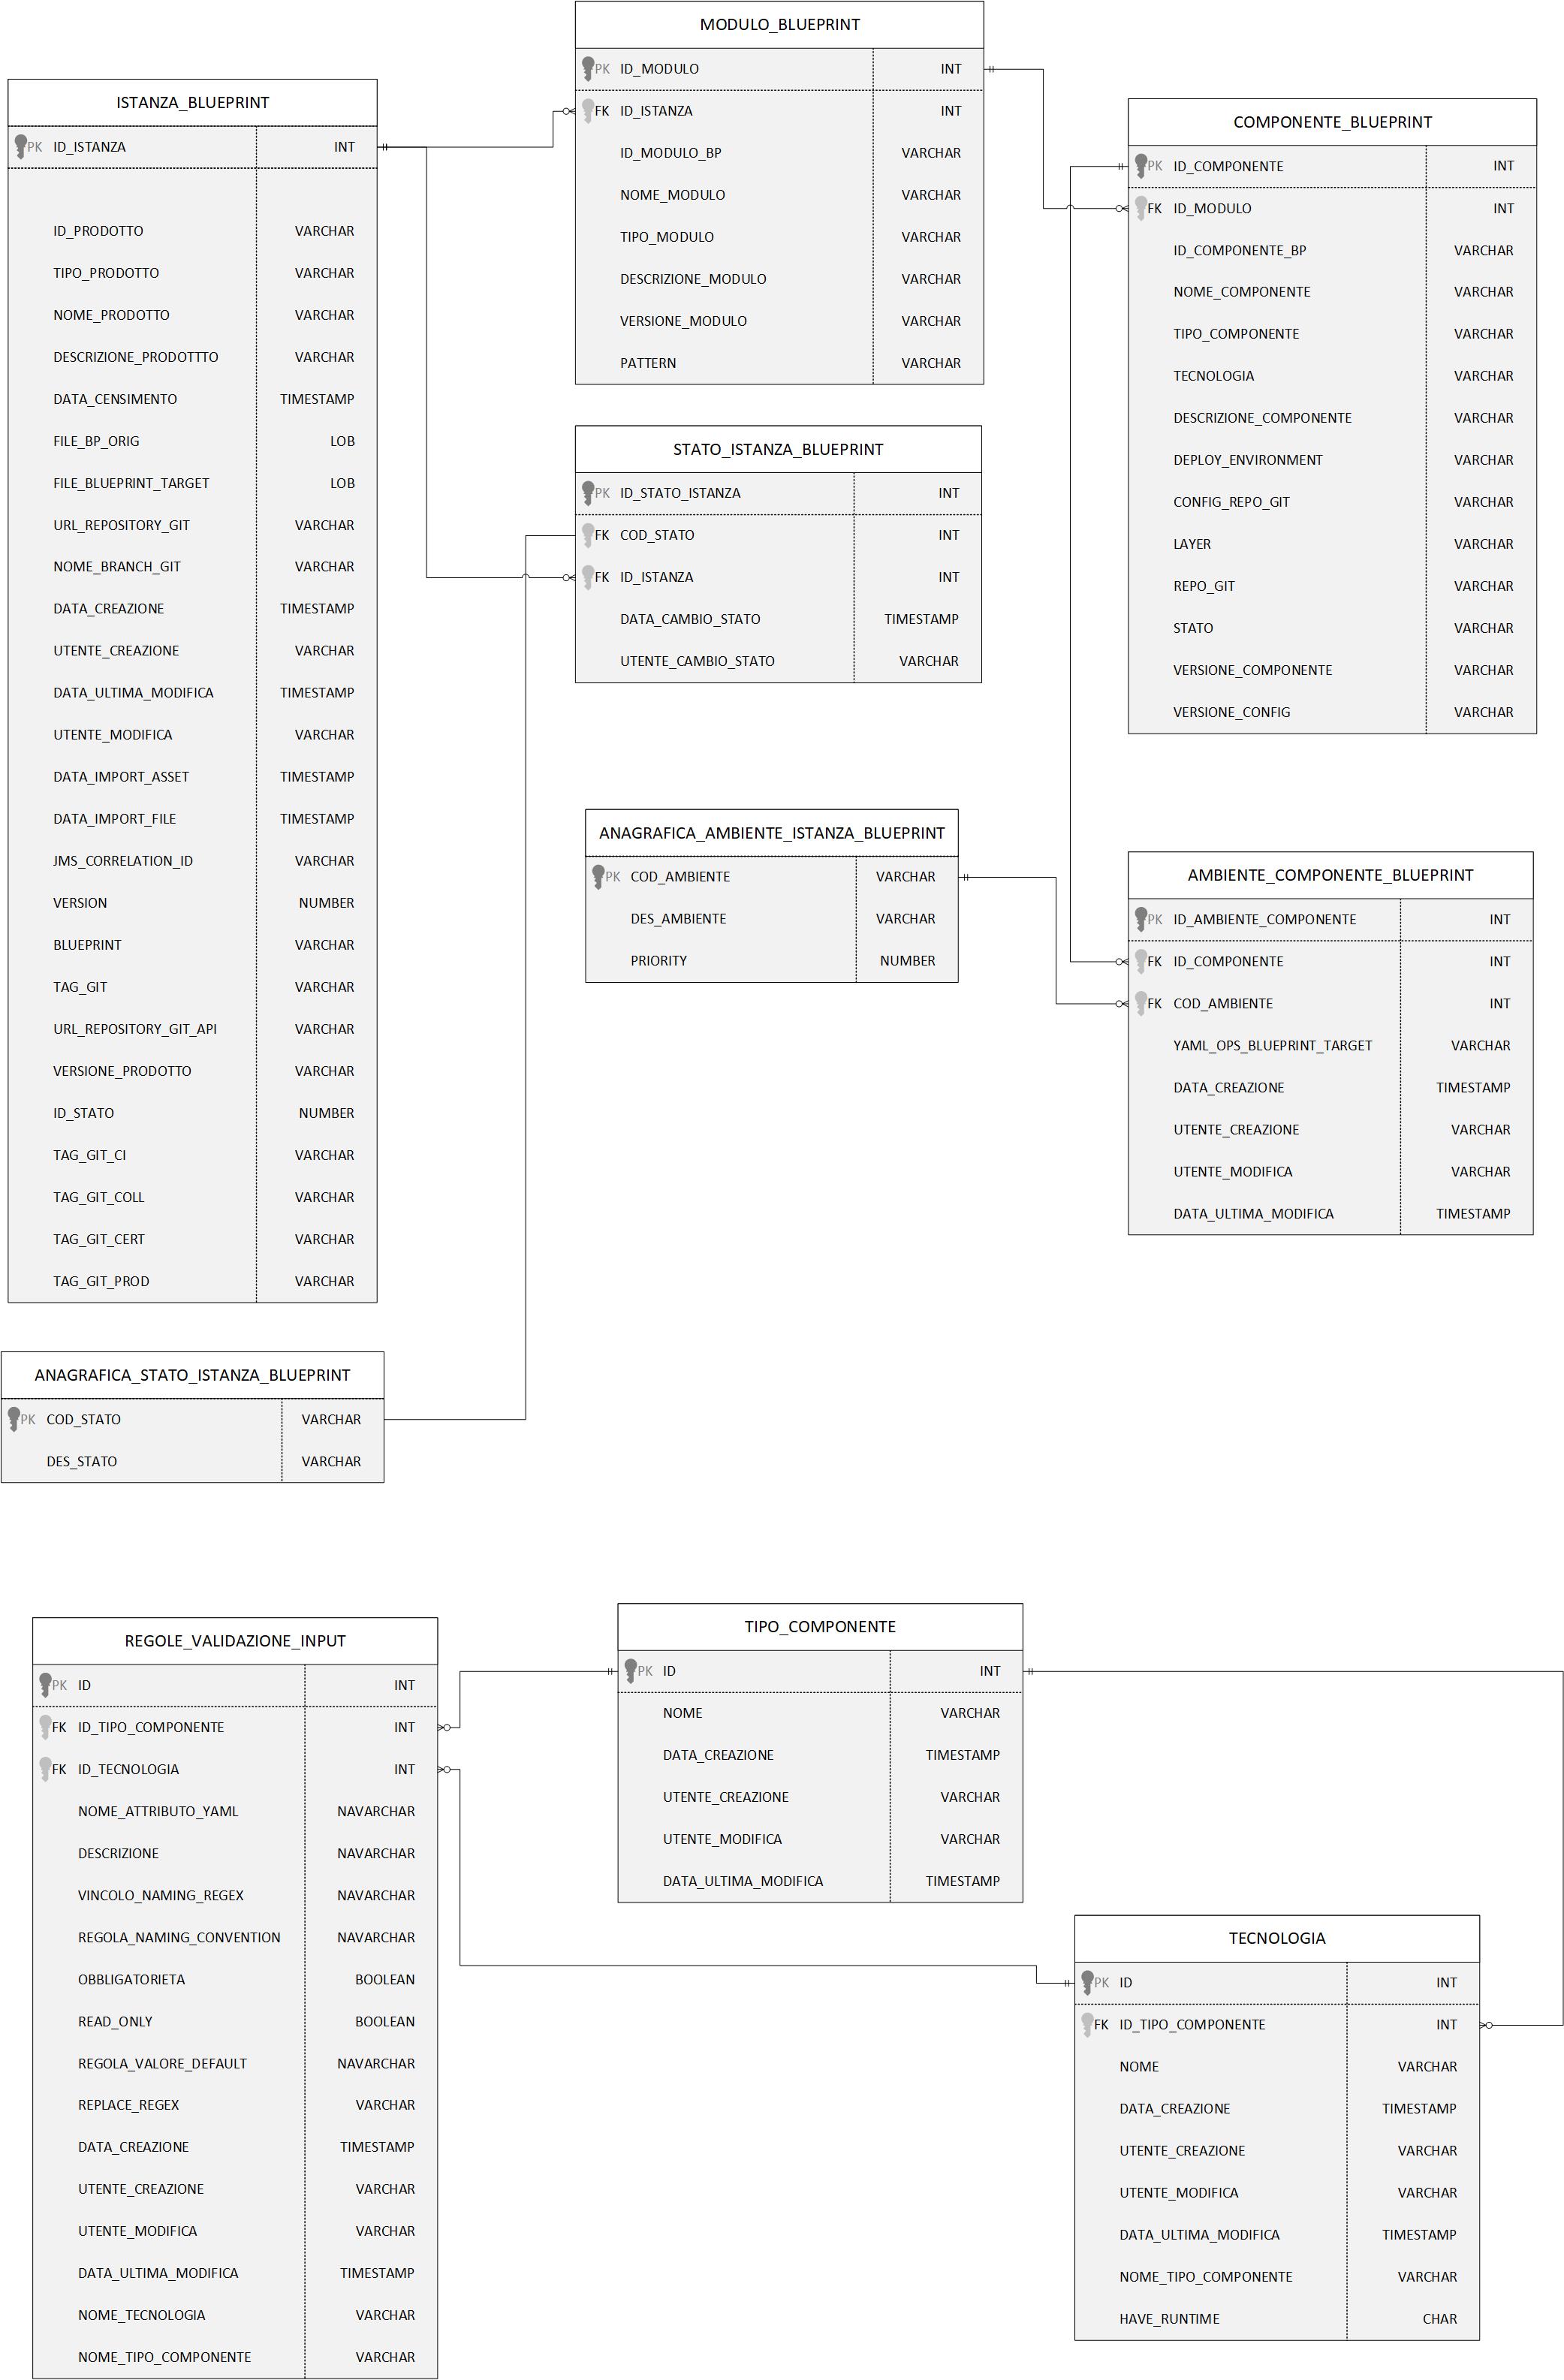 MODULO_BLUEPRINT
PK ID_MODULO INT
FK ID_ISTANZA INT
ID_MODULO_BP VARCHAR
NOME_MODULO VARCHAR
TIPO_MODULO VARCHAR
DESCRIZIONE_MODULO VARCHAR
VERSIONE_MODULO VARCHAR
PATTERN VARCHAR
ISTANZA_BLUEPRINT
PK ID_ISTANZA INT
ID_PRODOTTO VARCHAR
TIPO_PRODOTTO VARCHAR
NOME_PRODOTTO VARCHAR
DESCRIZIONE_PRODOTTTO VARCHAR
DATA_CENSIMENTO TIMESTAMP
FILE_BP_ORIG LOB
FILE_BLUEPRINT_TARGET LOB
URL_REPOSITORY_GIT VARCHAR
NOME_BRANCH_GIT VARCHAR
DATA_CREAZIONE TIMESTAMP
UTENTE_CREAZIONE VARCHAR
DATA_ULTIMA_MODIFICA TIMESTAMP
UTENTE_MODIFICA VARCHAR
DATA_IMPORT_ASSET TIMESTAMP
DATA_IMPORT_FILE TIMESTAMP
JMS_CORRELATION_ID VARCHAR
VERSION NUMBER
BLUEPRINT VARCHAR
TAG_GIT VARCHAR
URL_REPOSITORY_GIT_API VARCHAR
VERSIONE_PRODOTTO VARCHAR
ID_STATO NUMBER
TAG_GIT_CI VARCHAR
TAG_GIT_COLL VARCHAR
TAG_GIT_CERT VARCHAR
TAG_GIT_PROD VARCHAR
COMPONENTE_BLUEPRINT
PK ID_COMPONENTE INT
FK ID_MODULO INT
ID_COMPONENTE_BP VARCHAR
NOME_COMPONENTE VARCHAR
TIPO_COMPONENTE VARCHAR
TECNOLOGIA VARCHAR
DESCRIZIONE_COMPONENTE VARCHAR
DEPLOY_ENVIRONMENT VARCHAR
CONFIG_REPO_GIT VARCHAR
LAYER VARCHAR
REPO_GIT VARCHAR
STATO VARCHAR
VERSIONE_COMPONENTE VARCHAR
VERSIONE_CONFIG VARCHAR
STATO_ISTANZA_BLUEPRINT
PK ID_STATO_ISTANZA INT
FK COD_STATO INT
FK ID_ISTANZA INT
DATA_CAMBIO_STATO TIMESTAMP
UTENTE_CAMBIO_STATO VARCHAR
ANAGRAFICA_AMBIENTE_ISTANZA_BLUEPRINT
PK COD_AMBIENTE VARCHAR
DES_AMBIENTE VARCHAR
PRIORITY NUMBER
AMBIENTE_COMPONENTE_BLUEPRINT
PK ID_AMBIENTE_COMPONENTE INT
FK ID_COMPONENTE INT
FK COD_AMBIENTE INT
YAML_OPS_BLUEPRINT_TARGET VARCHAR
DATA_CREAZIONE TIMESTAMP
UTENTE_CREAZIONE VARCHAR
UTENTE_MODIFICA VARCHAR
DATA_ULTIMA_MODIFICA TIMESTAMP
ANAGRAFICA_STATO_ISTANZA_BLUEPRINT
PK COD_STATO VARCHAR
DES_STATO VARCHAR
REGOLE_VALIDAZIONE_INPUT
PK ID INT
FK ID_TIPO_COMPONENTE INT
FK ID_TECNOLOGIA INT
NOME_ATTRIBUTO_YAML NAVARCHAR
DESCRIZIONE NAVARCHAR
VINCOLO_NAMING_REGEX NAVARCHAR
REGOLA_NAMING_CONVENTION NAVARCHAR
OBBLIGATORIETA BOOLEAN
READ_ONLY BOOLEAN
REGOLA_VALORE_DEFAULT NAVARCHAR
REPLACE_REGEX VARCHAR
DATA_CREAZIONE TIMESTAMP
UTENTE_CREAZIONE VARCHAR
UTENTE_MODIFICA VARCHAR
DATA_ULTIMA_MODIFICA TIMESTAMP
NOME_TECNOLOGIA VARCHAR
NOME_TIPO_COMPONENTE VARCHAR
TIPO_COMPONENTE
PK ID INT
NOME VARCHAR
DATA_CREAZIONE TIMESTAMP
UTENTE_CREAZIONE VARCHAR
UTENTE_MODIFICA VARCHAR
DATA_ULTIMA_MODIFICA TIMESTAMP
TECNOLOGIA
PK ID INT
FK ID_TIPO_COMPONENTE INT
NOME VARCHAR
DATA_CREAZIONE TIMESTAMP
UTENTE_CREAZIONE VARCHAR
UTENTE_MODIFICA VARCHAR
DATA_ULTIMA_MODIFICA TIMESTAMP
NOME_TIPO_COMPONENTE VARCHAR
HAVE_RUNTIME CHAR